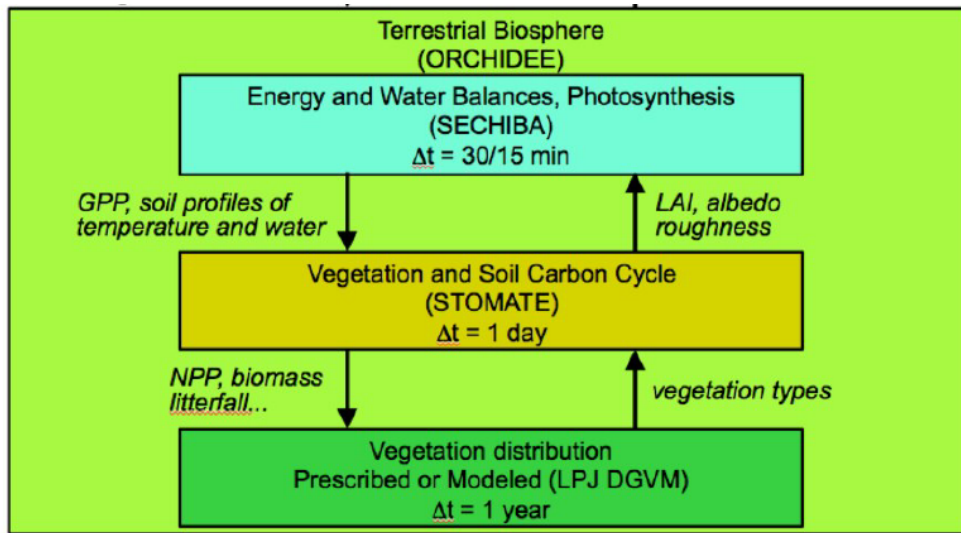 Terrestrial Biosphere
(ORCHIDEE)
Energy and Water Balances, Photosynthesis
(SECHIBA)
Δt = 30/15 min
GPP, soil profiles of
temperature and water
LAI, albedo
roughness
Vegetation and Soil Carbon Cycle
(STOMATE)
Δt = 1 day
NPP, biomass
litterfall...
vegetation types
Vegetation distribution
Prescribed or Modeled (LPJ DGVM)
Δt = 1 year